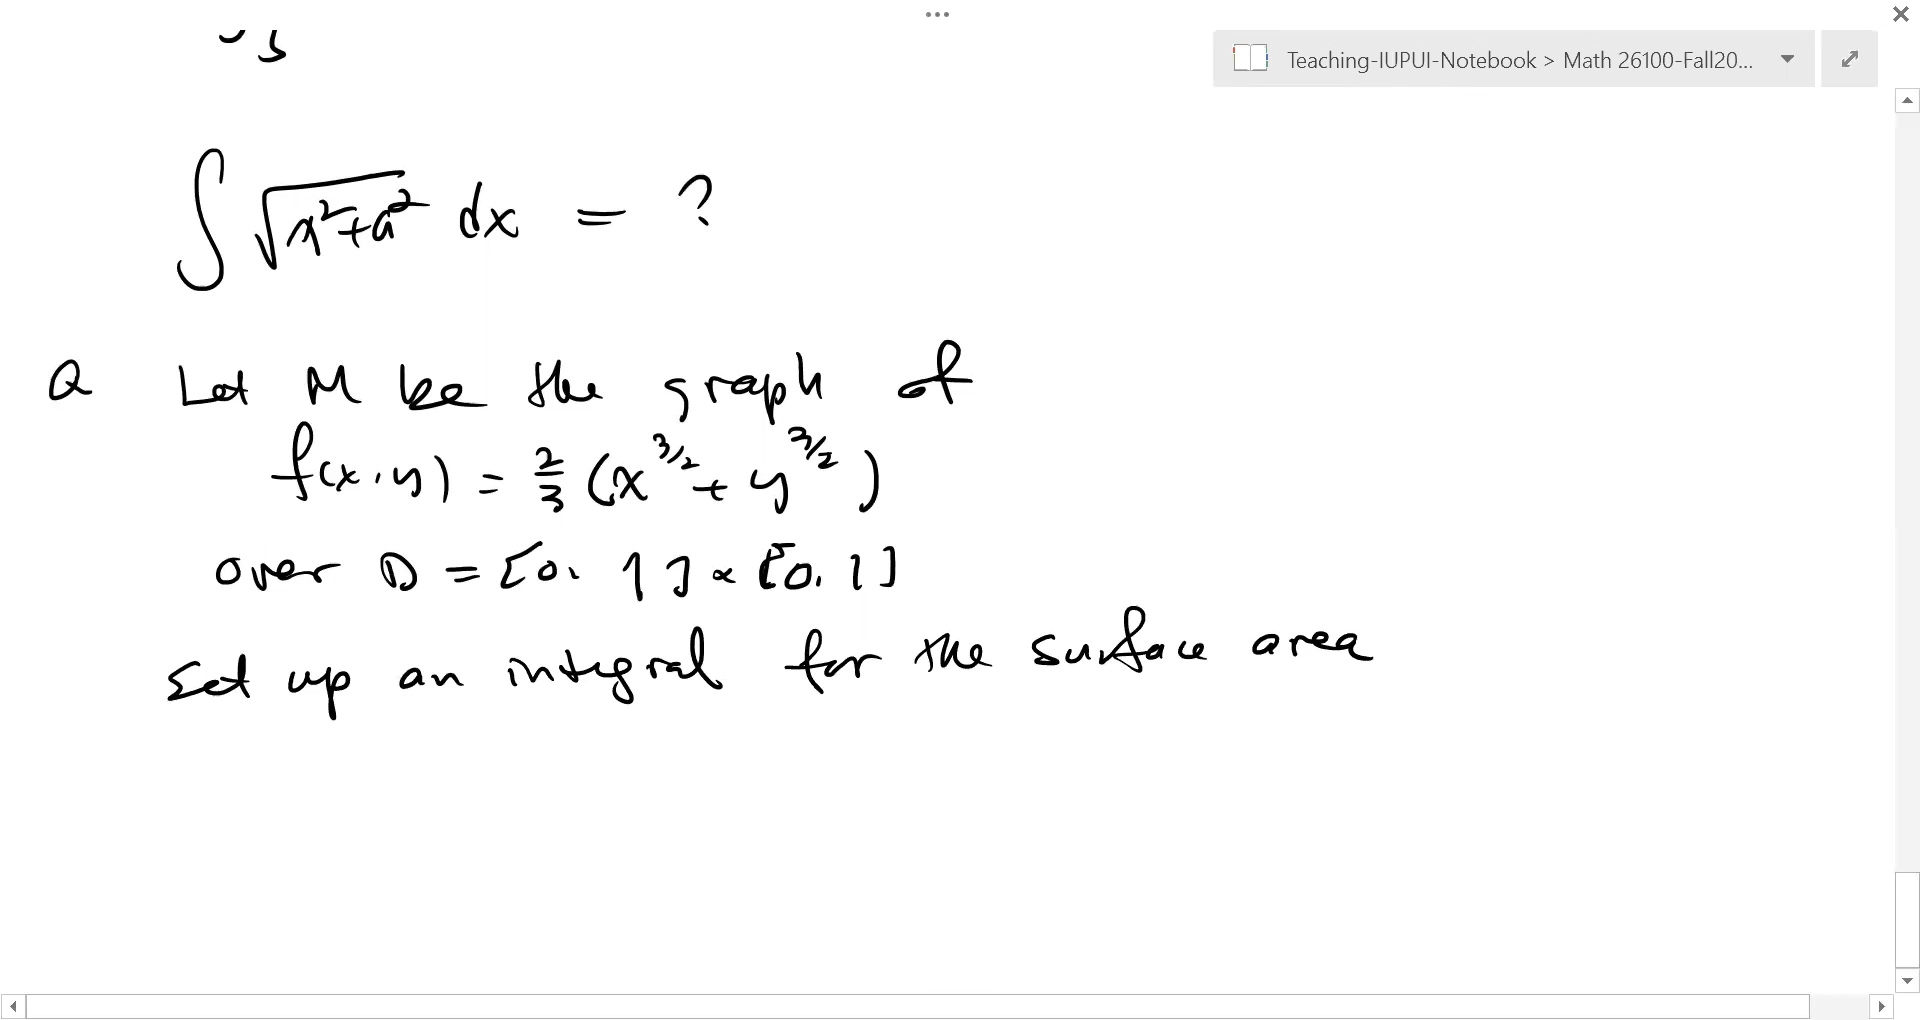 Teaching-IUPUI-Notebook > Math 26100-Fall20...
∫ √(x²+a²) dx = ?
Q Let M be the graph of
f(x,y) = 2/3 (x^3/2 + y^3/2)
over D = [0, 1] × [0, 1]
set up an integral for the surface area